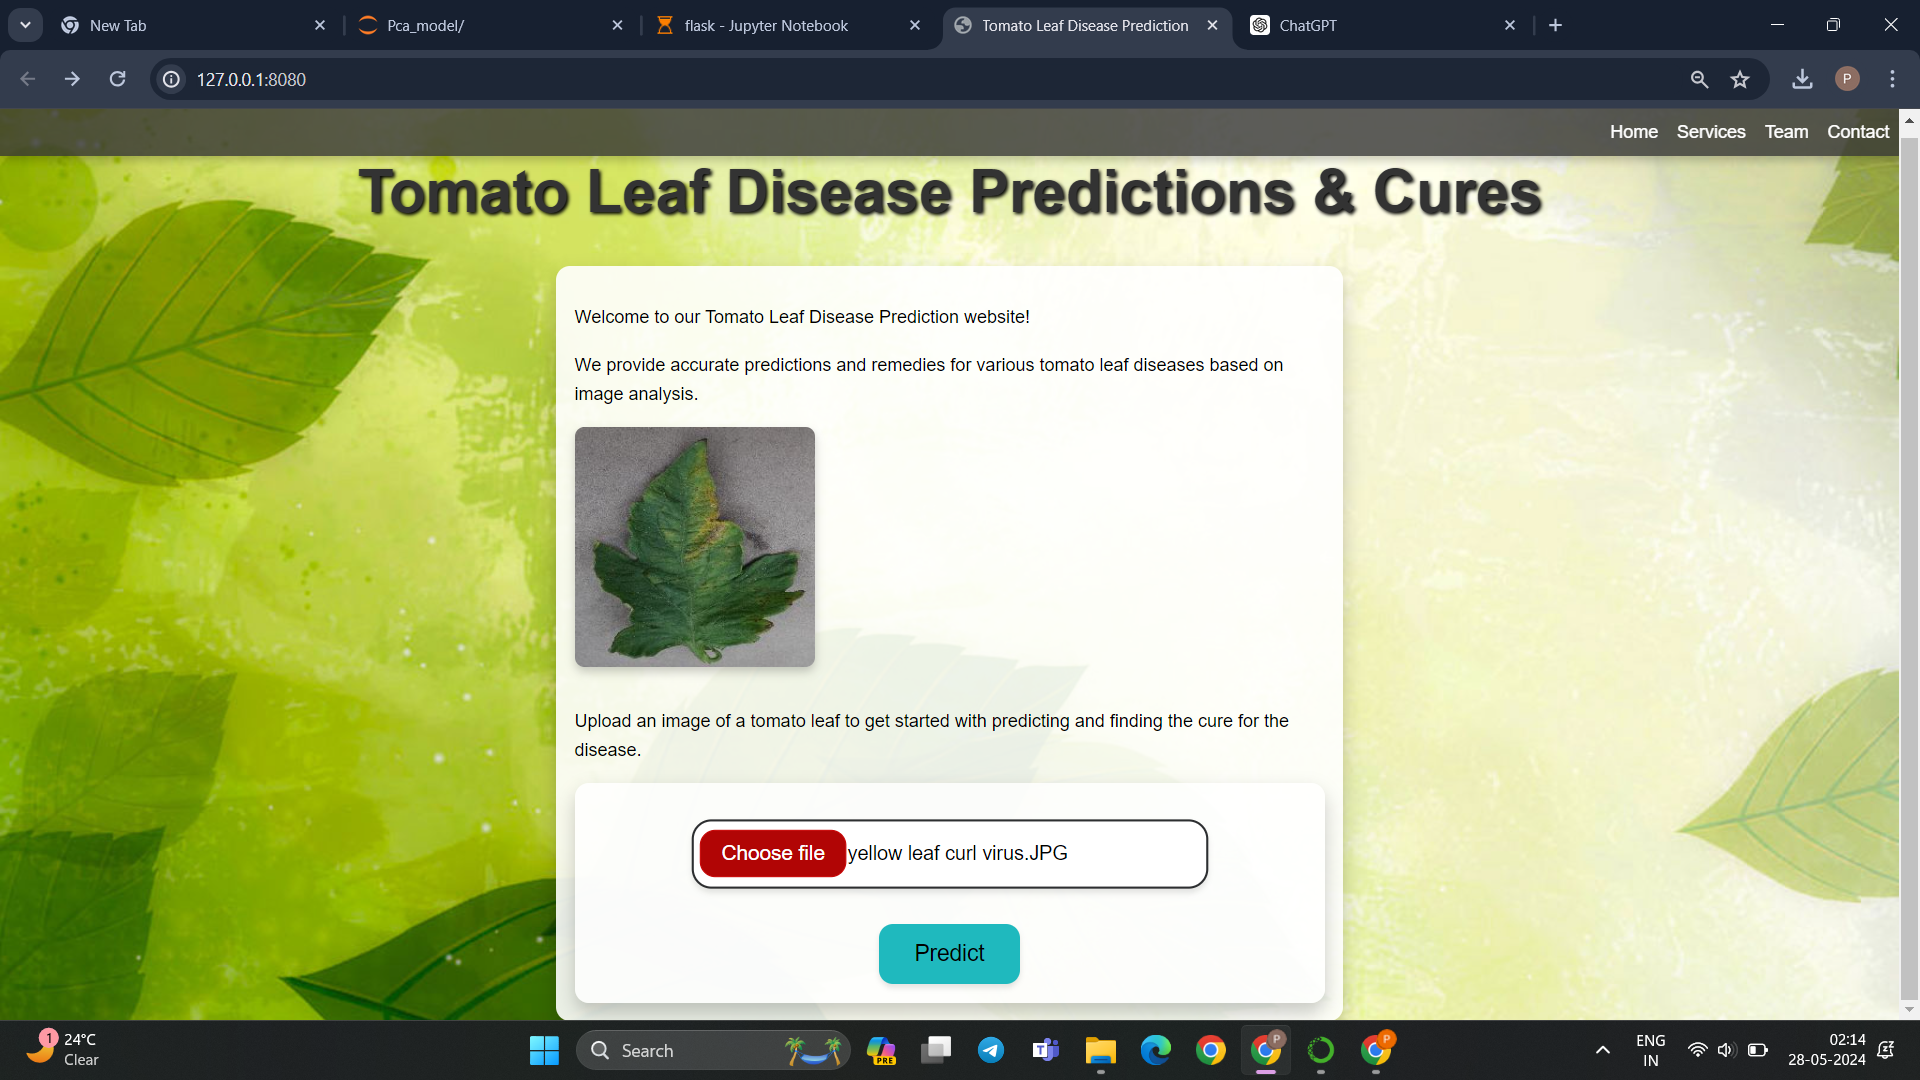 New Tab
Pca_model/
flask - Jupyter Notebook
Tomato Leaf Disease Prediction
ChatGPT
127.0.0.1:8080
P
Home Services Team Contact
Tomato Leaf Disease Predictions & Cures
Welcome to our Tomato Leaf Disease Prediction website!
We provide accurate predictions and remedies for various tomato leaf diseases based on
image analysis.
Upload an image of a tomato leaf to get started with predicting and finding the cure for the
disease.
Choose file yellow leaf curl virus.JPG
Predict
1
24°C
Clear
Search
PRE
P
P
ENG
IN
02:14
28-05-2024